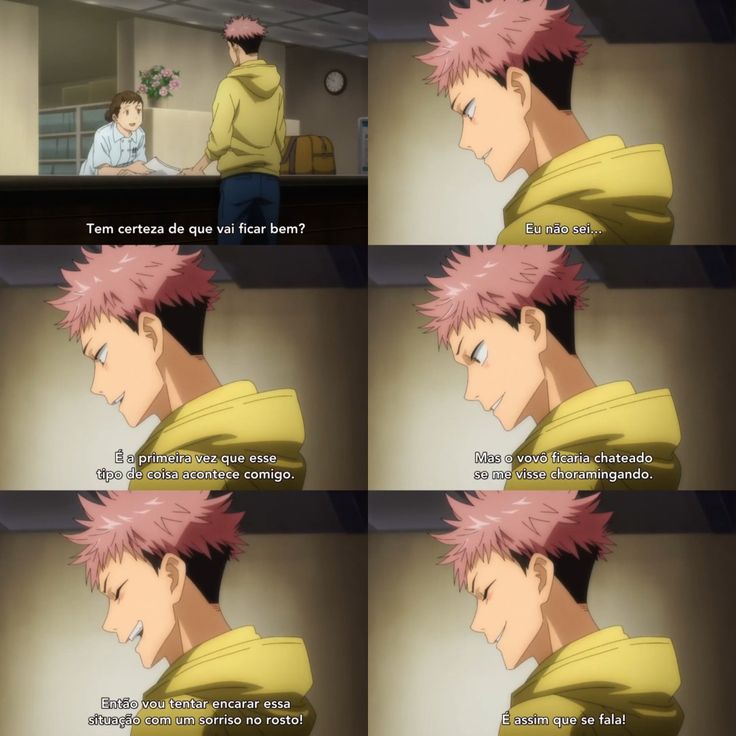 Tem certeza de que vai ficar bem?
Eu não sei...
É a primeira vez que esse
tipo de coisa acontece comigo.
Mas o vovô ficaria chateado
se me visse choramingando.
Então vou tentar encarar essa
situação com um sorriso no rosto!
É assim que se fala!